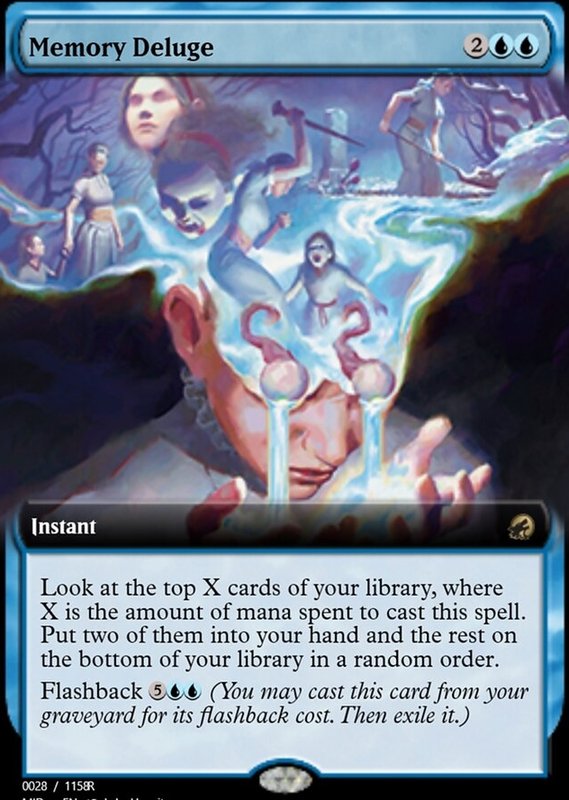 Memory Deluge 2
Instant
Look at the top X cards of your library, where
X is the amount of mana spent to cast this spell.
Put two of them into your hand and the rest on
the bottom of your library in a random order.
Flashback 5 (You may cast this card from your
graveyard for its flashback cost. Then exile it.)
0028 / 1158R